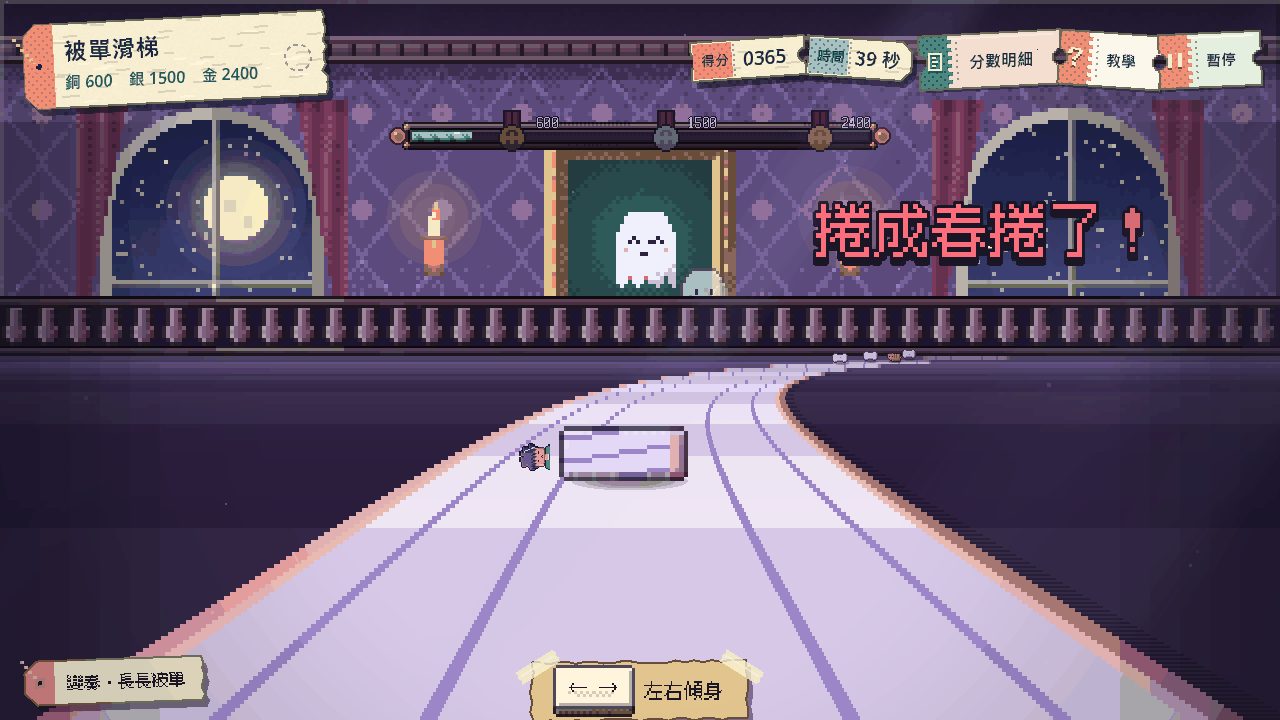 被單滑梯
銅 600 銀 1500 金 2400
得分 0365
時間 39 秒
分數明細
教學
暫停
600 1500 2400
捲成春捲了!
變奏・長長被單
左右傾身